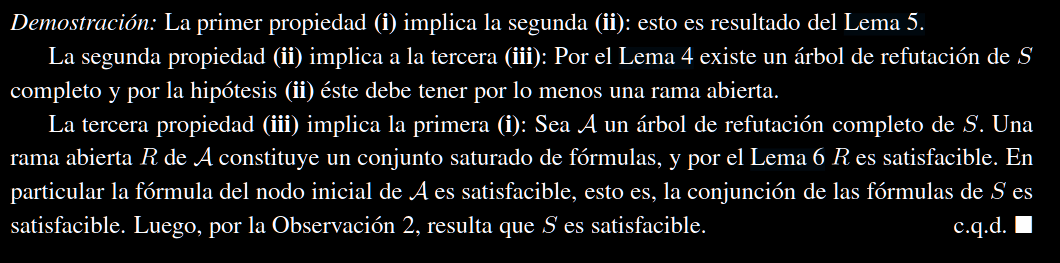 Demostración: La primer propiedad (i) implica la segunda (ii): esto es resultado del Lema 5.
La segunda propiedad (ii) implica a la tercera (iii): Por el Lema 4 existe un árbol de refutación de S
completo y por la hipótesis (ii) éste debe tener por lo menos una rama abierta.
La tercera propiedad (iii) implica la primera (i): Sea 𝒜 un árbol de refutación completo de S. Una
rama abierta R de 𝒜 constituye un conjunto saturado de fórmulas, y por el Lema 6 R es satisfacible. En
particular la fórmula del nodo inicial de 𝒜 es satisfacible, esto es, la conjunción de las fórmulas de S es
satisfacible. Luego, por la Observación 2, resulta que S es satisfacible. c.q.d. ■